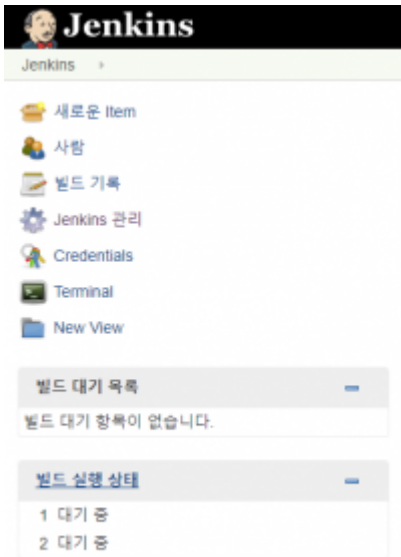 Jenkins
Jenkins
새로운 Item
사람
빌드 기록
Jenkins 관리
Credentials
Terminal
New View
빌드 대기 목록
빌드 대기 항목이 없습니다.
빌드 실행 상태
1 대기 중
2 대기 중